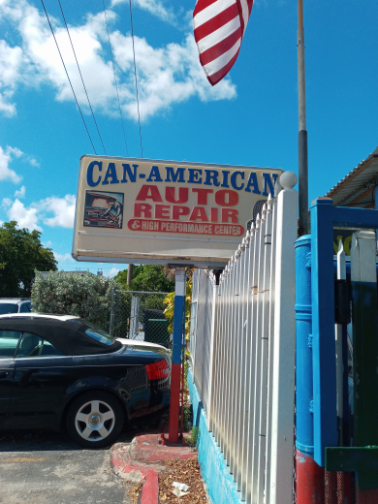 CAN-AMERICAN
AUTO
REPAIR
& HIGH PERFORMANCE CENTER